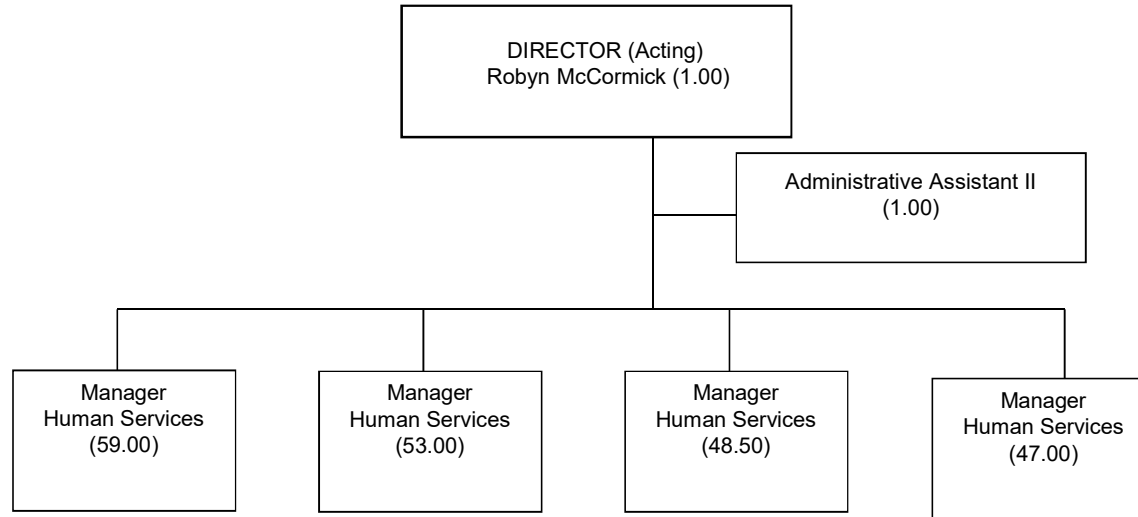 DIRECTOR (Acting)
Robyn McCormick (1.00)
Administrative Assistant II
(1.00)
Manager
Human Services
(59.00)
Manager
Human Services
(53.00)
Manager
Human Services
(48.50)
Manager
Human Services
(47.00)